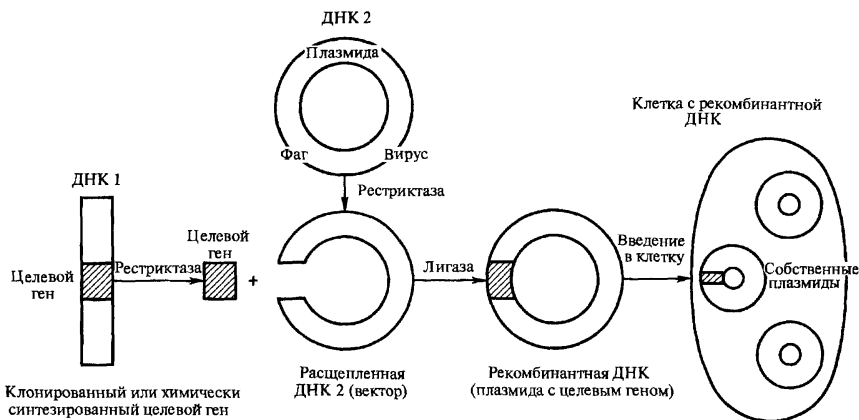 ДНК 2
Плазмида
Фаг
Вирус
Рестриктаза
ДНК 1
Целевой
ген
Рестриктаза
Целевой
ген
+
Лигаза
Введение
в клетку
Клетка с рекомбинантной
ДНК
Собственные
плазмиды
Клонированный или химически
синтезированный целевой ген
Расщепленная
ДНК 2 (вектор)
Рекомбинантная ДНК
(плазмида с целевым геном)